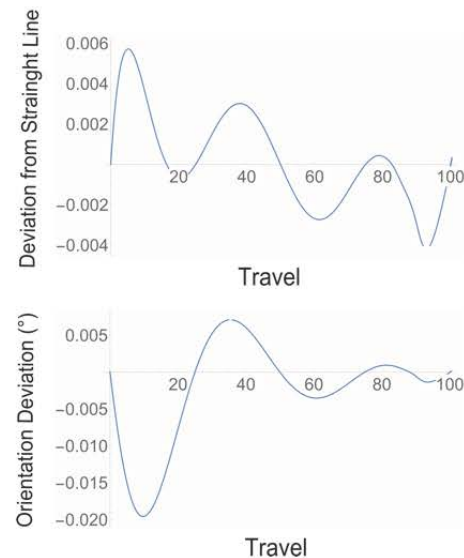 Deviation from Strainght Line
0.006
0.004
0.002
−0.002
−0.004
20 40 60 80 100
Travel
Orientation Deviation (°)
0.005
−0.005
−0.010
−0.015
−0.020
20 40 60 80 100
Travel